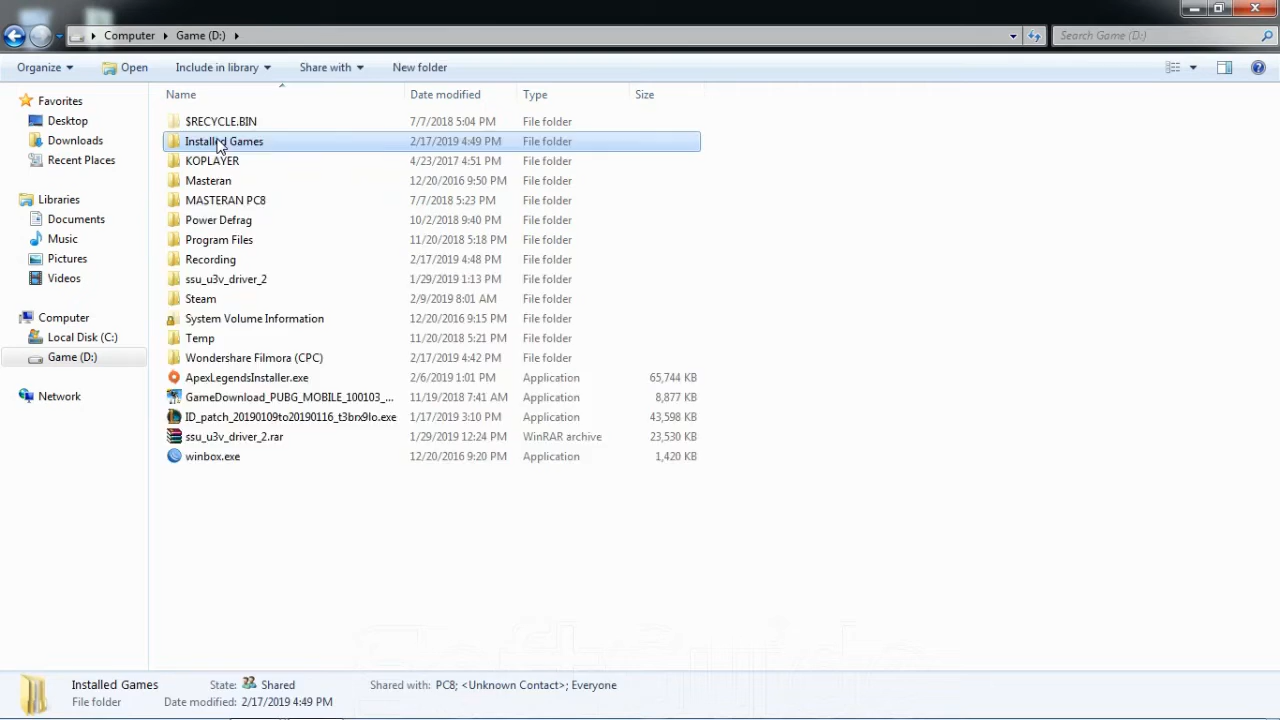 Computer Game (D:) Search Game (D:)
Organize Open Include in library Share with New folder
Name Date modified Type Size
Favorites
Desktop
Downloads
Recent Places
Libraries
Documents
Music
Pictures
Videos
Computer
Local Disk (C:)
Game (D:)
Network
$RECYCLE.BIN 7/7/2018 5:04 PM File folder
Installed Games 2/17/2019 4:49 PM File folder
KOPLAYER 4/23/2017 4:51 PM File folder
Masteran 12/20/2016 9:50 PM File folder
MASTERAN PC8 7/7/2018 5:23 PM File folder
Power Defrag 10/2/2018 9:40 PM File folder
Program Files 11/20/2018 5:18 PM File folder
Recording 2/17/2019 4:48 PM File folder
ssu_u3v_driver_2 1/29/2019 1:13 PM File folder
Steam 2/9/2019 8:01 AM File folder
System Volume Information 12/20/2016 9:15 PM File folder
Temp 11/20/2018 5:21 PM File folder
Wondershare Filmora (CPC) 2/17/2019 4:42 PM File folder
ApexLegendsInstaller.exe 2/6/2019 1:01 PM Application 65,744 KB
GameDownload_PUBG_MOBILE_100103_... 11/19/2018 7:41 AM Application 8,877 KB
ID_patch_20190109to20190116_t3bn9lo.exe 1/17/2019 3:10 PM Application 43,598 KB
ssu_u3v_driver_2.rar 1/29/2019 12:24 PM WinRAR archive 23,530 KB
winbox.exe 12/20/2016 9:20 PM Application 1,420 KB
Installed Games State: Shared Shared with: PC8; <Unknown Contact>; Everyone
File folder Date modified: 2/17/2019 4:49 PM